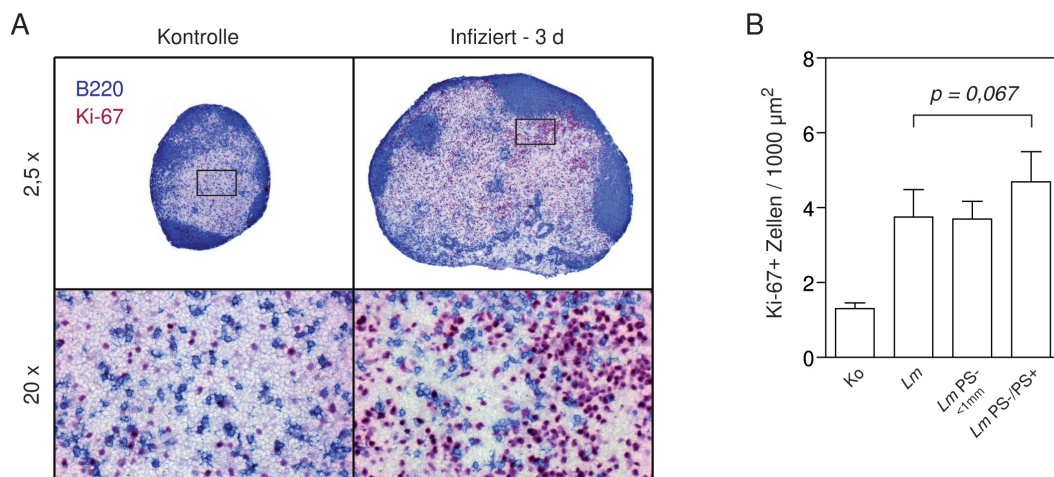 A
Kontrolle
Infiziert - 3 d
B220
Ki-67
2,5 x
20 x
B
Ki-67+ Zellen / 1000 µm²
8
6
4
2
0
p = 0,067
Ko
Lm
Lm PS-
<1mm
Lm PS-/PS+